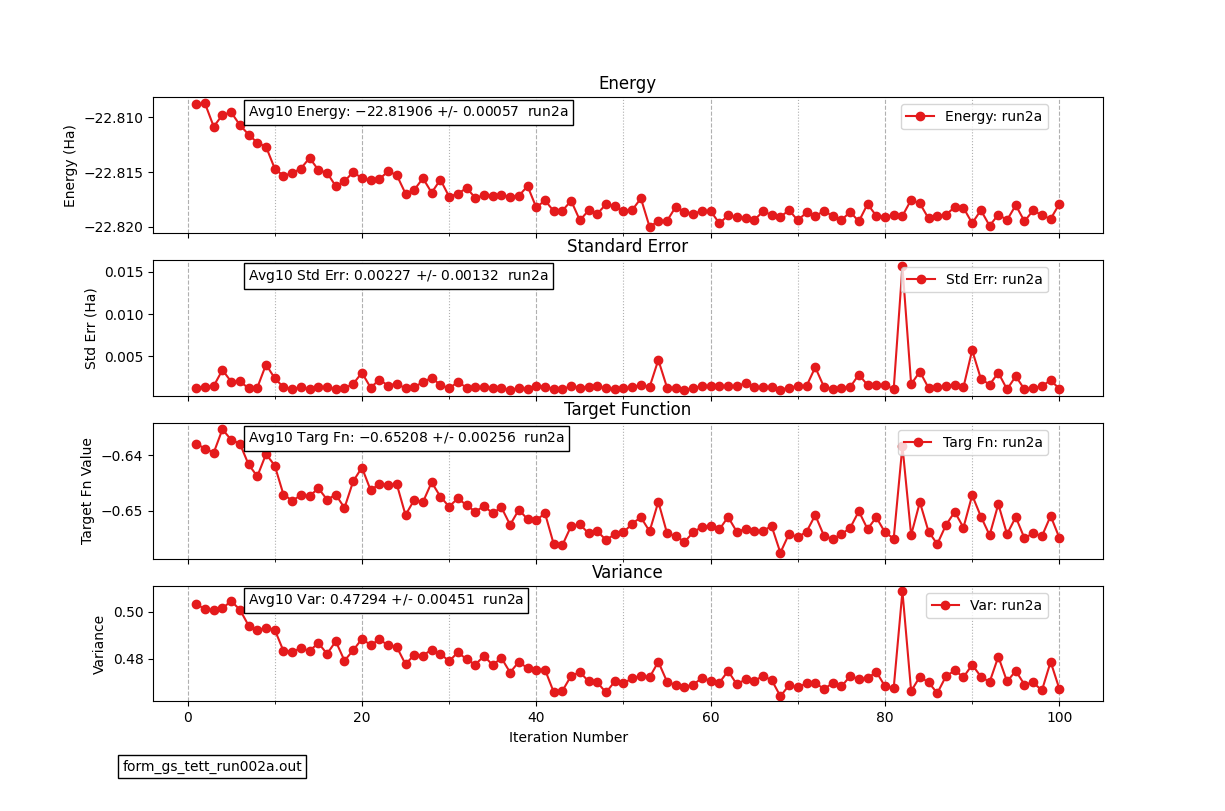 Energy
Avg10 Energy: −22.81906 +/- 0.00057 run2a
Energy: run2a
Energy (Ha)
−22.810
−22.815
−22.820
Standard Error
Avg10 Std Err: 0.00227 +/- 0.00132 run2a
Std Err: run2a
Std Err (Ha)
0.015
0.010
0.005
Target Function
Avg10 Targ Fn: −0.65208 +/- 0.00256 run2a
Targ Fn: run2a
Target Fn Value
−0.64
−0.65
Variance
Avg10 Var: 0.47294 +/- 0.00451 run2a
Var: run2a
Variance
0.50
0.48
0 20 40 60 80 100
Iteration Number
form_gs_tett_run002a.out